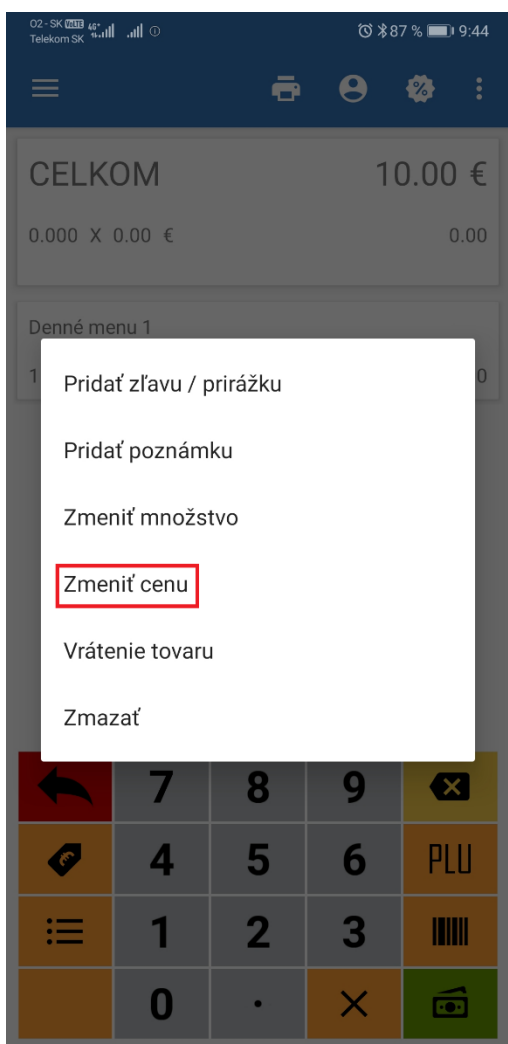 O2 - SK VoLTE 4G+
Telekom SK
87 % 9:44
%
CELKOM 10.00 €
0.000 X 0.00 € 0.00
Denné menu 1
1 0
Pridať zľavu / prirážku
Pridať poznámku
Zmeniť množstvo
Zmeniť cenu
Vrátenie tovaru
Zmazať
7 8 9
€ 4 5 6 PLU
1 2 3
0 .